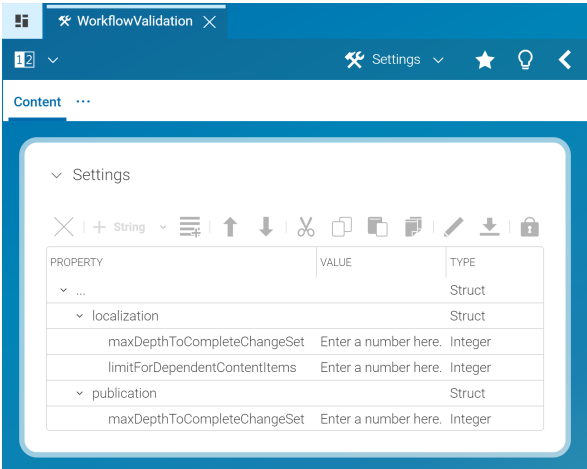 WorkflowValidation
12
Settings
Content ...
Settings
String
PROPERTY VALUE TYPE
... Struct
localization Struct
maxDepthToCompleteChangeSet Enter a number here. Integer
limitForDependentContentItems Enter a number here. Integer
publication Struct
maxDepthToCompleteChangeSet Enter a number here. Integer